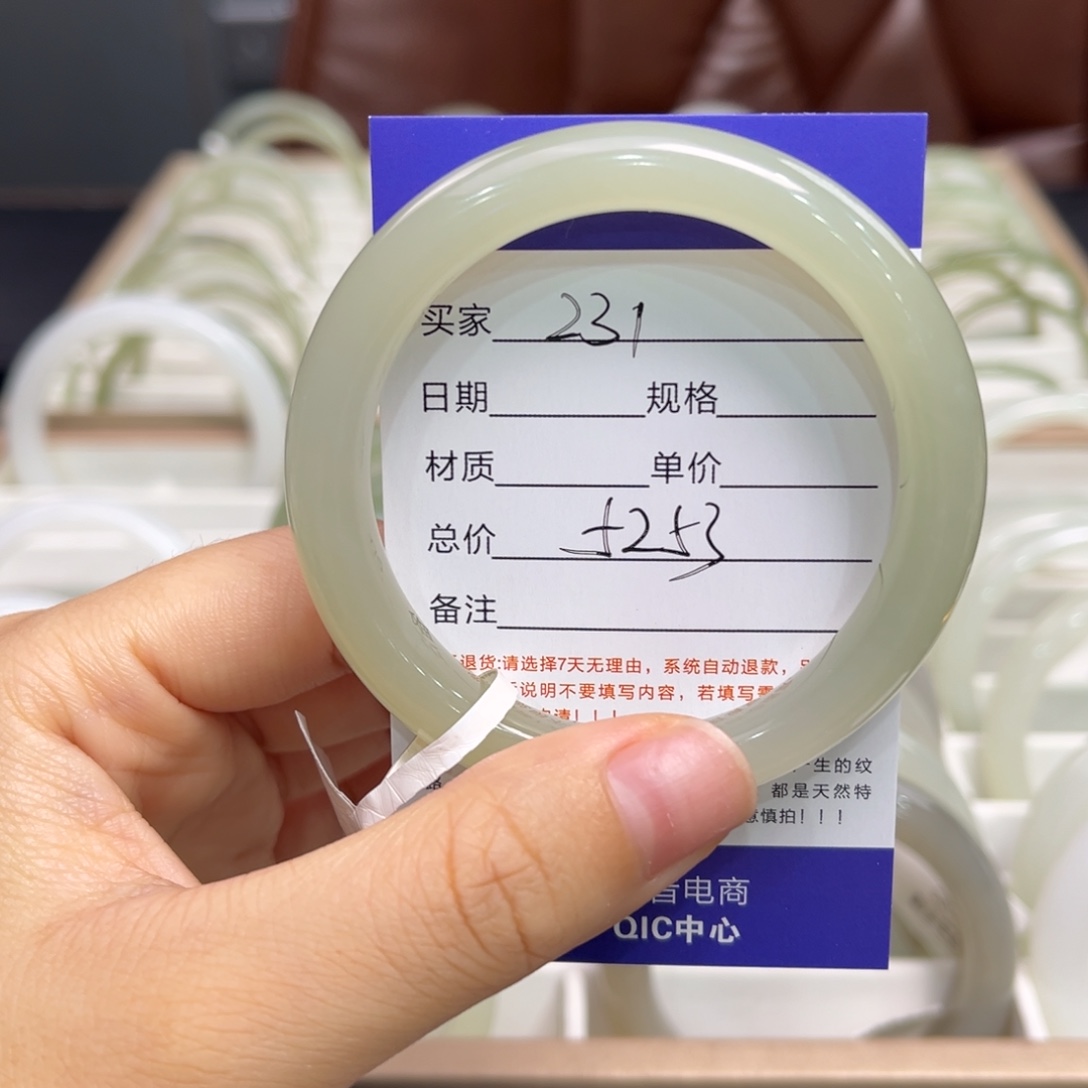 买家 231
日期 规格
材质 单价
总价 5253
备注
退货:请选择7天无理由，系统自动退款，
说明不要填写内容，若填写
请！！！
生的纹
都是天然特
慎拍！！！
音电商
QIC中心